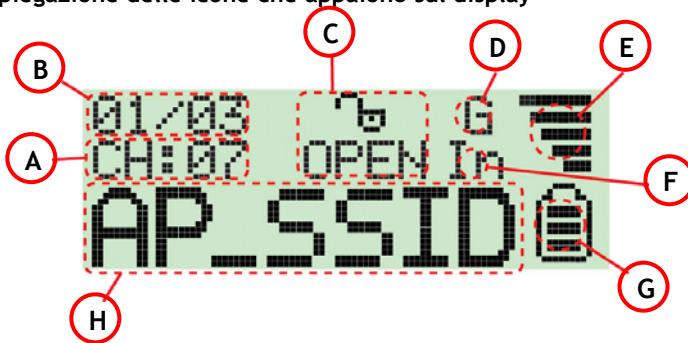 piegazione delle icone che appaiono sul display
C
D
E
B
01/03
G
A
CH:07
OPEN
In
F
AP_SSID
G
H